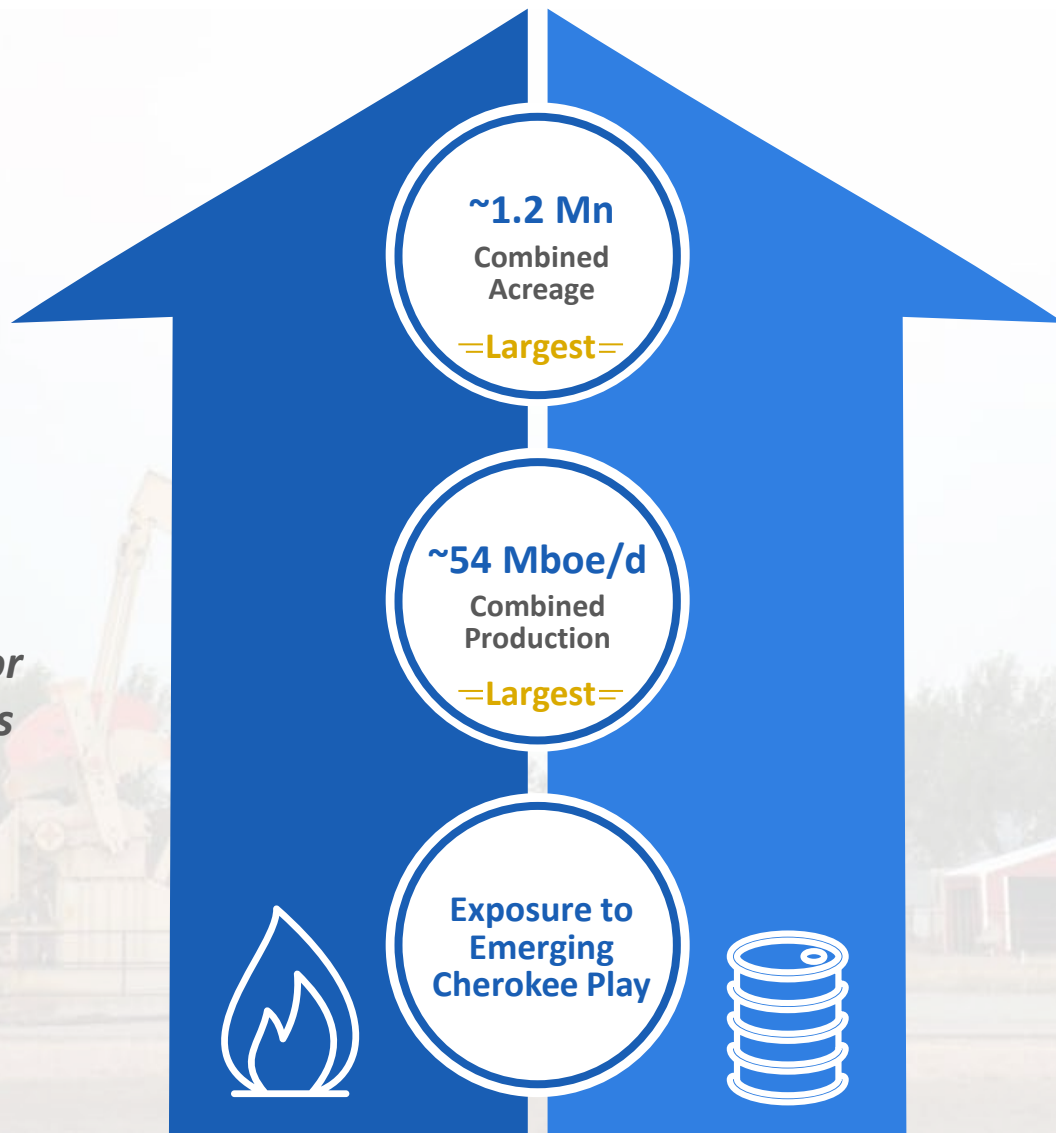 ~1.2 Mn
Combined
Acreage
Largest
~54 Mboe/d
Combined
Production
Largest
Exposure to
Emerging
Cherokee Play